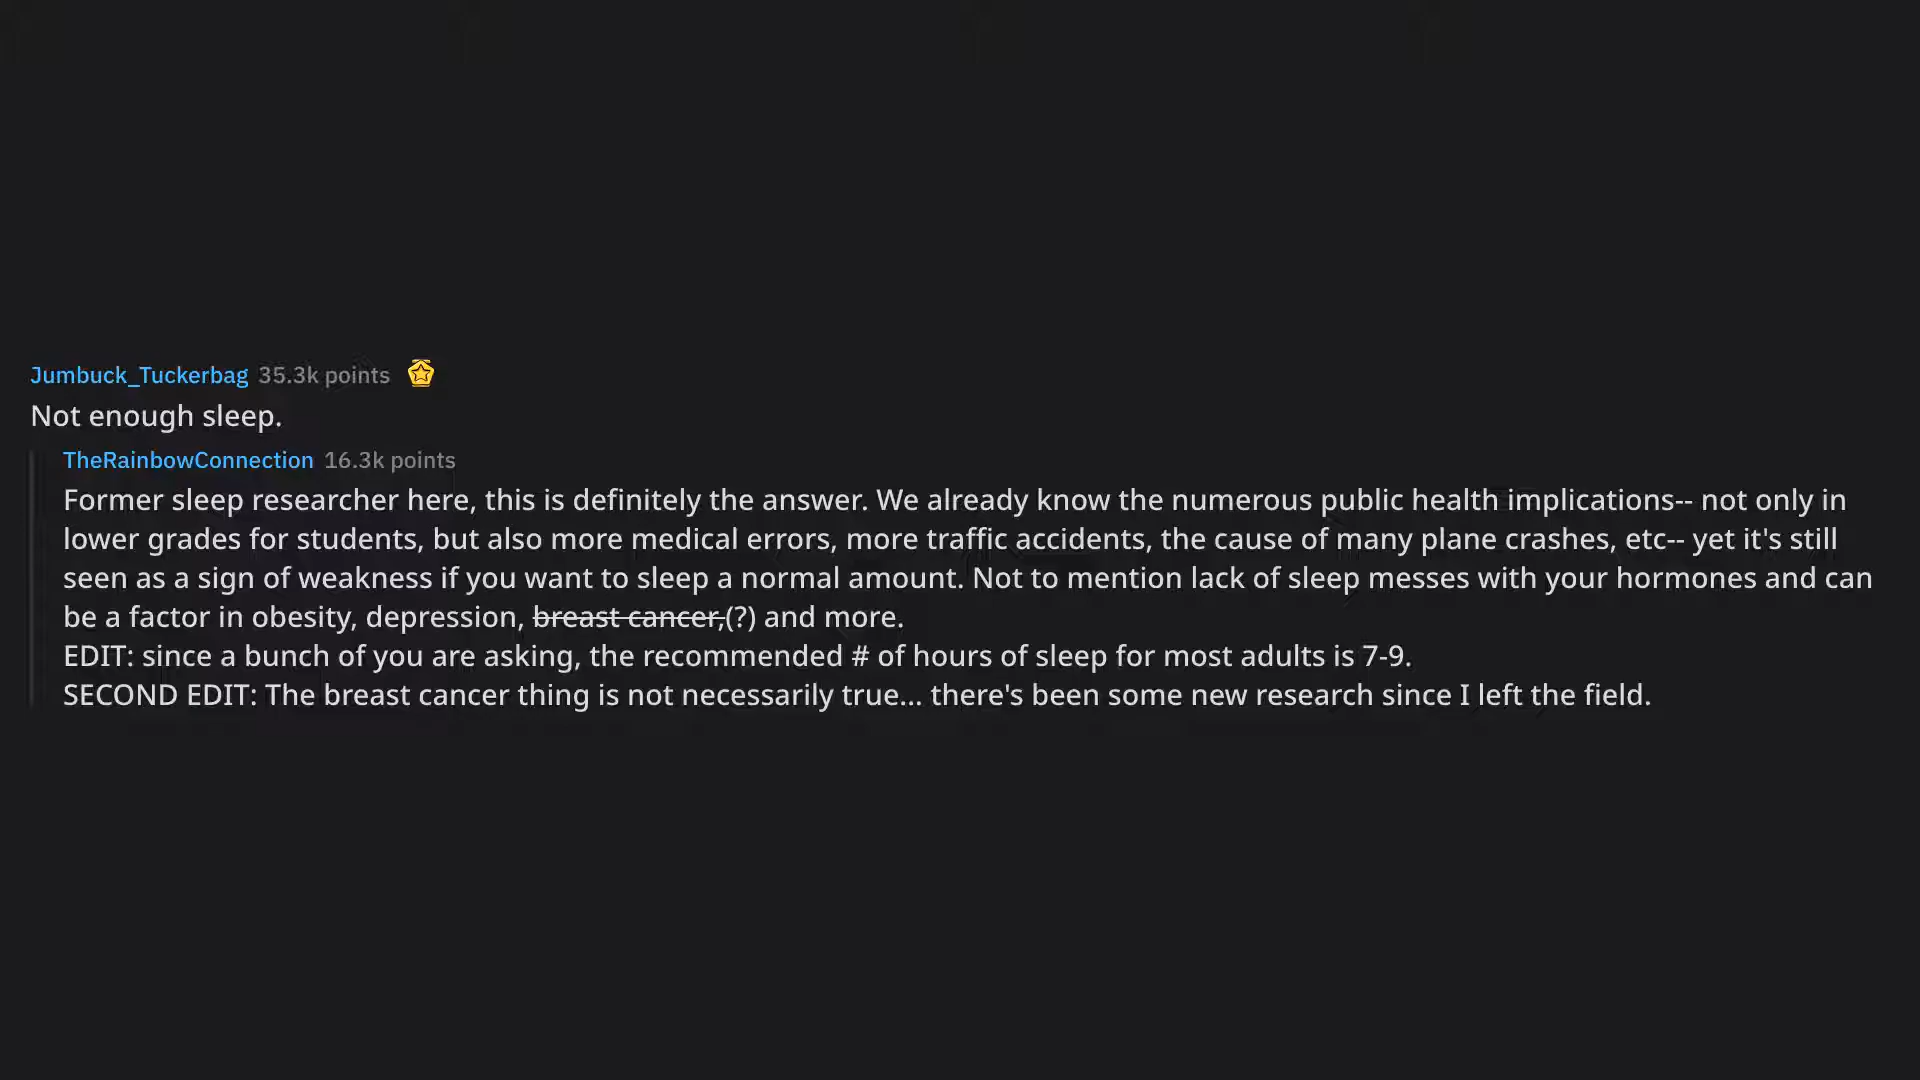 Jumbuck_Tuckerbag 35.3k points
Not enough sleep.
TheRainbowConnection 16.3k points
Former sleep researcher here, this is definitely the answer. We already know the numerous public health implications-- not only in
lower grades for students, but also more medical errors, more traffic accidents, the cause of many plane crashes, etc-- yet it's still
seen as a sign of weakness if you want to sleep a normal amount. Not to mention lack of sleep messes with your hormones and can
be a factor in obesity, depression, breast cancer,(?) and more.
EDIT: since a bunch of you are asking, the recommended # of hours of sleep for most adults is 7-9.
SECOND EDIT: The breast cancer thing is not necessarily true... there's been some new research since I left the field.